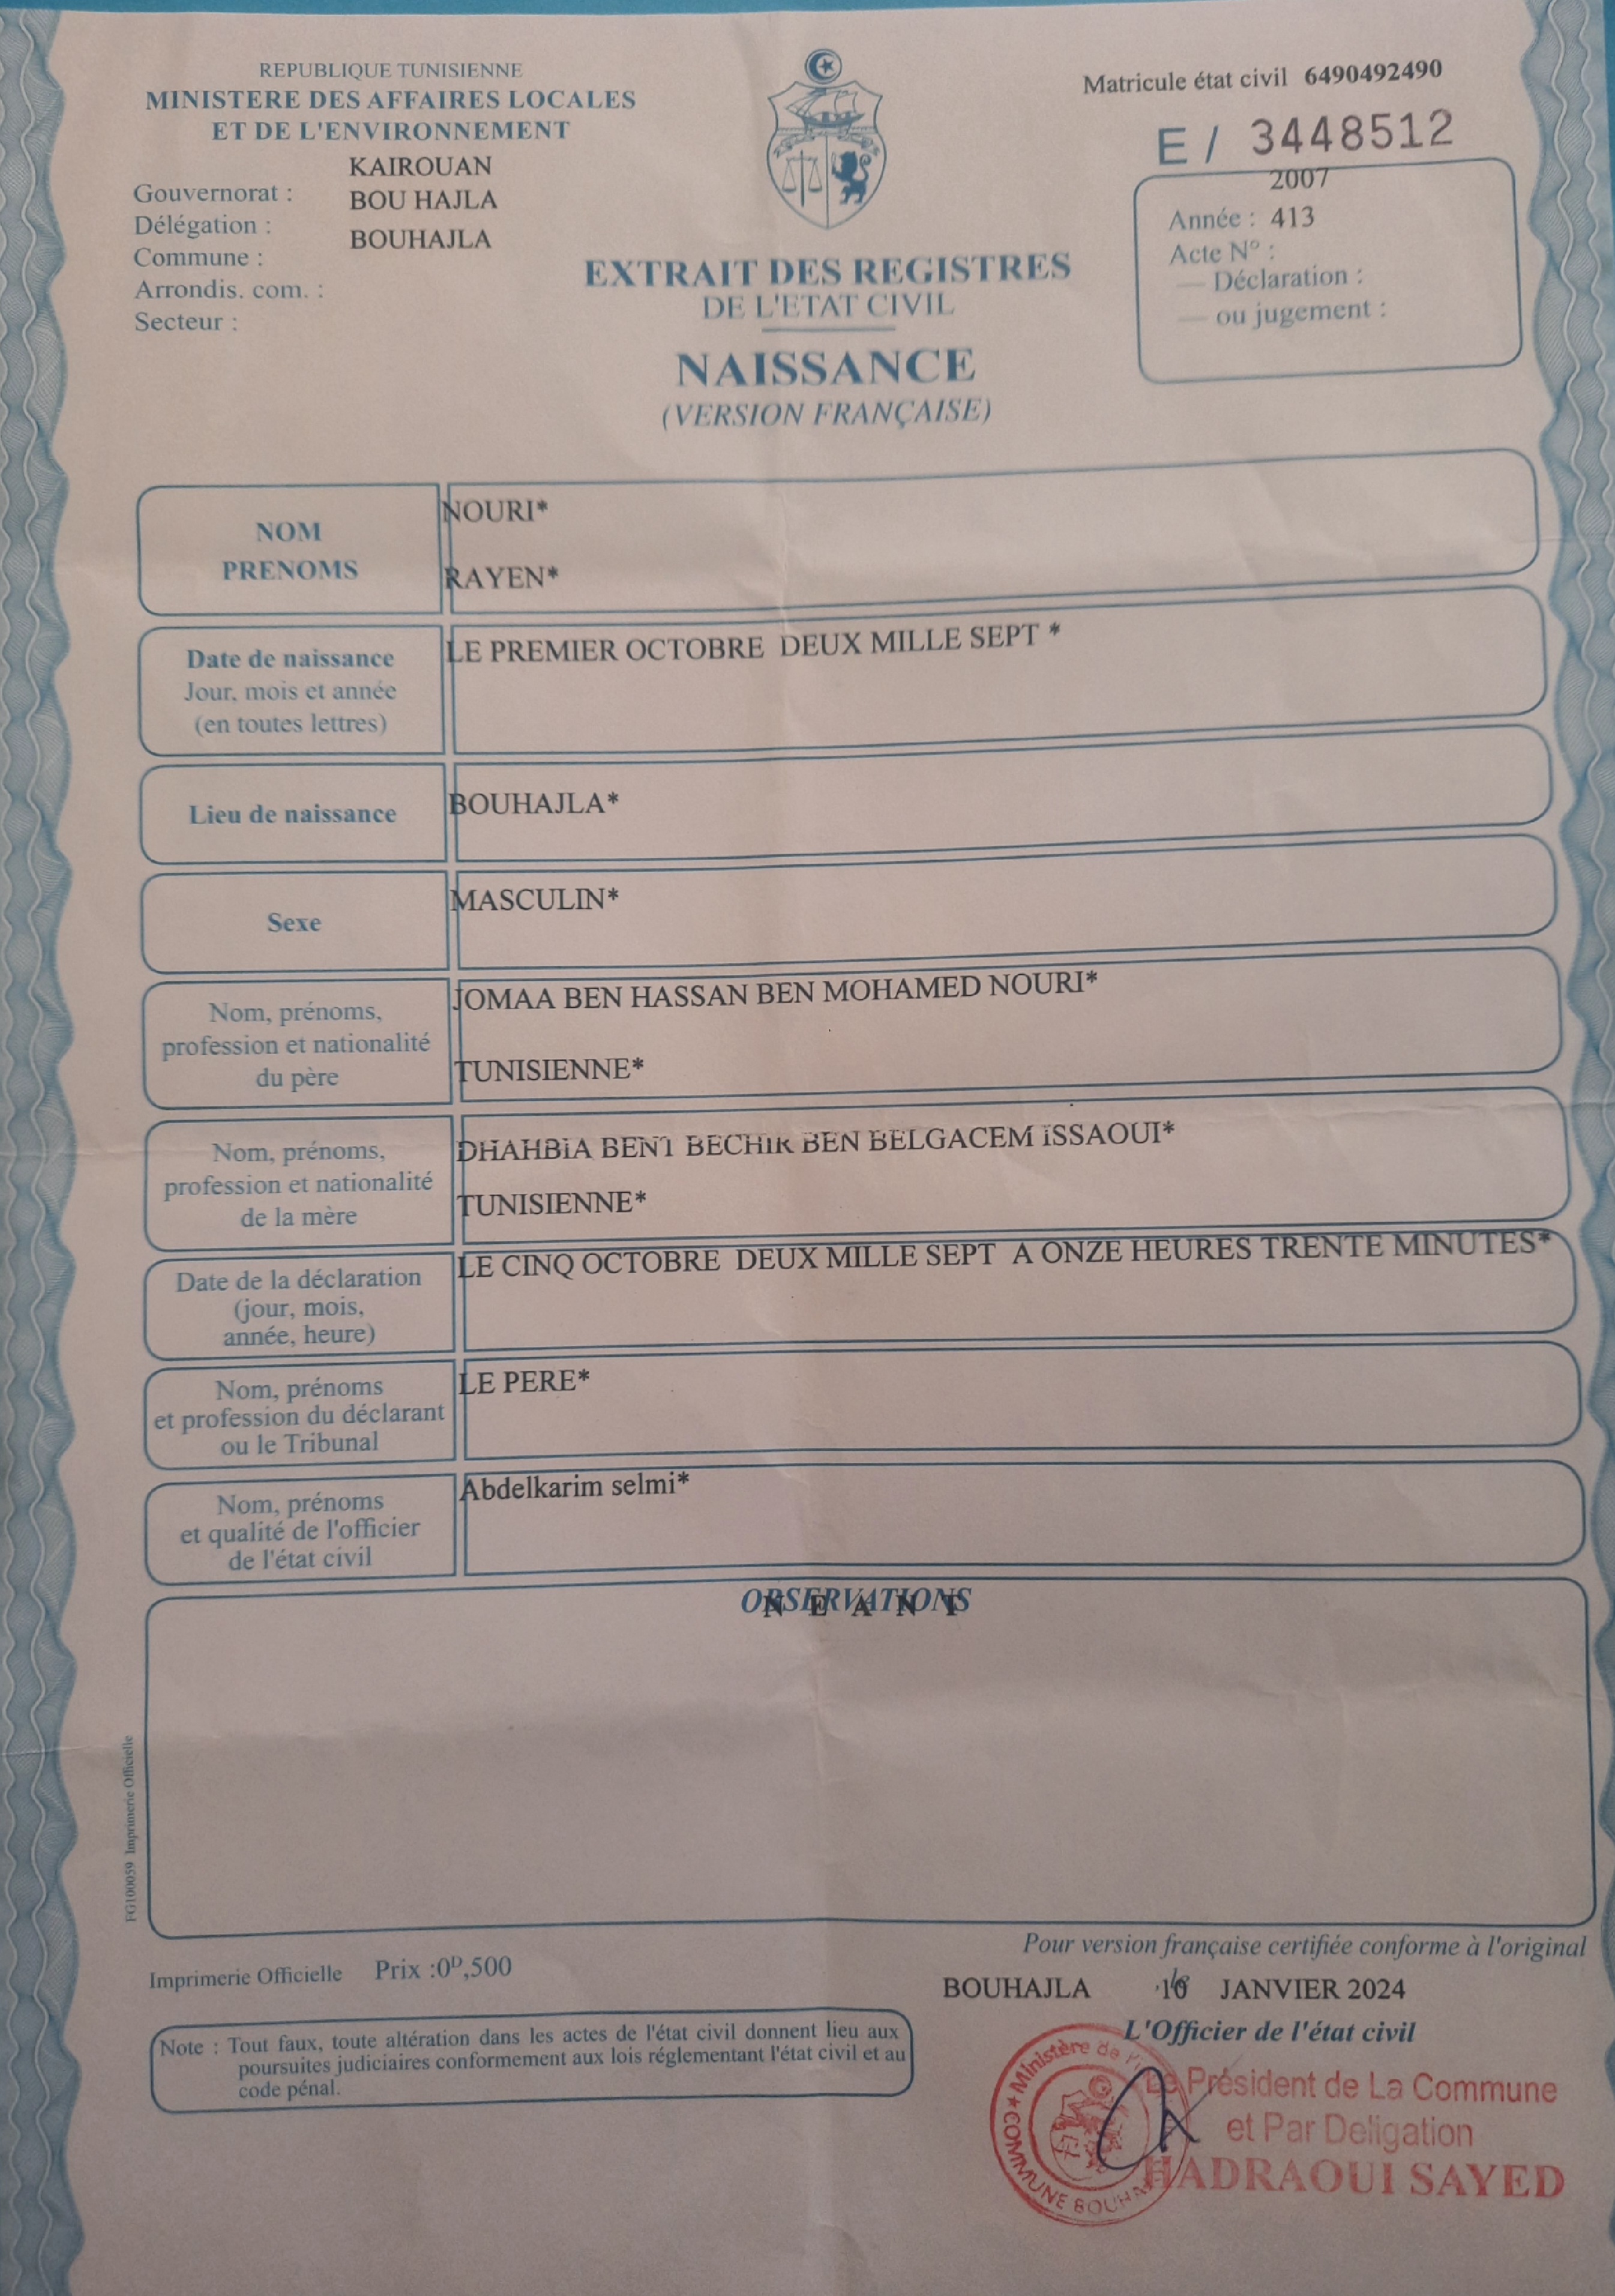 REPUBLIQUE TUNISIENNE
MINISTERE DES AFFAIRES LOCALES
ET DE L'ENVIRONNEMENT
KAIROUAN
Gouvernorat :
BOU HAJLA
Délégation :
BOUHAJLA
Commune :
Arrondis. com. :
Secteur :
Matricule état civil 6490492490
E / 3448512
2007
Année : 413
Acte N° :
— Déclaration :
— ou jugement :
EXTRAIT DES REGISTRES
DE L'ETAT CIVIL
NAISSANCE
(VERSION FRANÇAISE)
NOM
PRENOMS
NOURI*
RAYEN*
Date de naissance
Jour, mois et année
(en toutes lettres)
LE PREMIER OCTOBRE DEUX MILLE SEPT *
Lieu de naissance
BOUHAJLA*
Sexe
MASCULIN*
Nom, prénoms,
profession et nationalité
du père
JOMAA BEN HASSAN BEN MOHAMED NOURI*
TUNISIENNE*
Nom, prénoms,
profession et nationalité
de la mère
DHAHBIA BENT BECHIR BEN BELGACEM ISSAOUI*
TUNISIENNE*
Date de la déclaration
(jour, mois,
année, heure)
LE CINQ OCTOBRE DEUX MILLE SEPT A ONZE HEURES TRENTE MINUTES*
Nom, prénoms
et profession du déclarant
ou le Tribunal
LE PERE*
Nom, prénoms
et qualité de l'officier
de l'état civil
Abdelkarim selmi*
OBSERVATIONS
N E A N T
FG100059 Imprimerie Officielle
Pour version française certifiée conforme à l'original
Imprimerie Officielle Prix :0ᴰ,500
BOUHAJLA JANVIER 2024
L'Officier de l'état civil
Note : Tout faux, toute altération dans les actes de l'état civil donnent lieu aux
poursuites judiciaires conformement aux lois réglementant l'état civil et au
code pénal.
Le Président de La Commune
et Par Deligation
HADRAOUI SAYED
Ministère de
COMMUNE